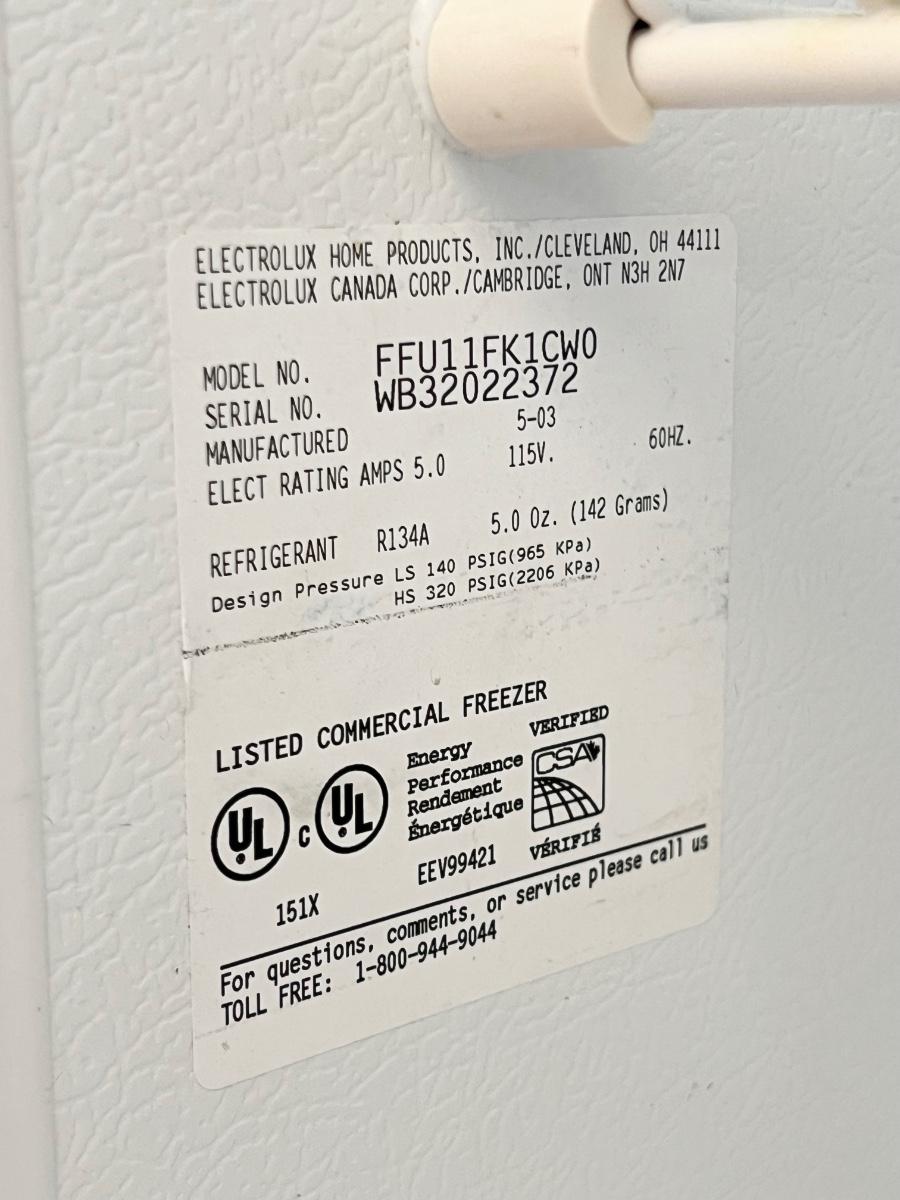 ELECTROLUX HOME PRODUCTS, INC./CLEVELAND, OH 44111
ELECTROLUX CANADA CORP./CAMBRIDGE, ONT N3H 2N7
MODEL NO. FFU11FK1CW0
SERIAL NO. WB32022372
MANUFACTURED 5-03
ELECT RATING AMPS 5.0 115V. 60HZ.
REFRIGERANT R134A 5.0 Oz. (142 Grams)
Design Pressure LS 140 PSIG(965 KPa)
HS 320 PSIG(2206 KPa)
LISTED COMMERCIAL FREEZER
UL
C UL
151X
Energy
Performance
Rendement
Énergétique
EEV99421
VERIFIED
CSA
VÉRIFIÉ
For questions, comments, or service please call us
TOLL FREE: 1-800-944-9044